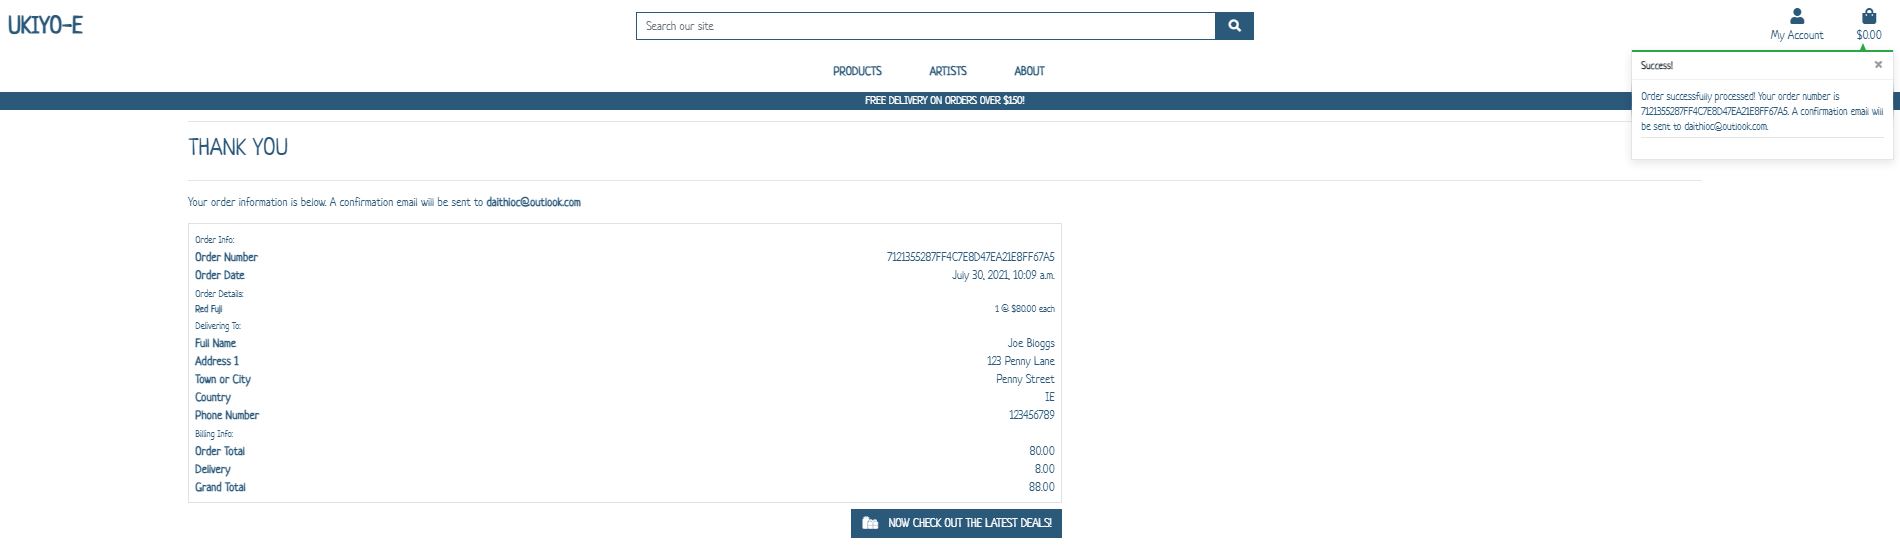 UKIYO-E
Search our site
My Account
$0.00
PRODUCTS ARTISTS ABOUT
FREE DELIVERY ON ORDERS OVER $150!
Success!
×
Order successfully processed! Your order number is
7121355287FF4C7E8D47EA21E8FF67A5. A confirmation email will
be sent to daithioc@outlook.com.
THANK YOU
Your order information is below. A confirmation email will be sent to daithioc@outlook.com
Order Info:
Order Number 7121355287FF4C7E8D47EA21E8FF67A5
Order Date July 30, 2021, 10:09 a.m.
Order Details:
Red Fuji 1 @ $80.00 each
Delivering To:
Full Name Joe Bloggs
Address 1 123 Penny Lane
Town or City Penny Street
Country IE
Phone Number 123456789
Billing Info:
Order Total 80.00
Delivery 8.00
Grand Total 88.00
NOW CHECK OUT THE LATEST DEALS!